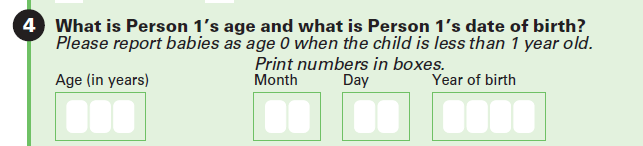 4 What is Person 1's age and what is Person 1's date of birth?
Please report babies as age 0 when the child is less than 1 year old.
Print numbers in boxes.
Age (in years) Month Day Year of birth